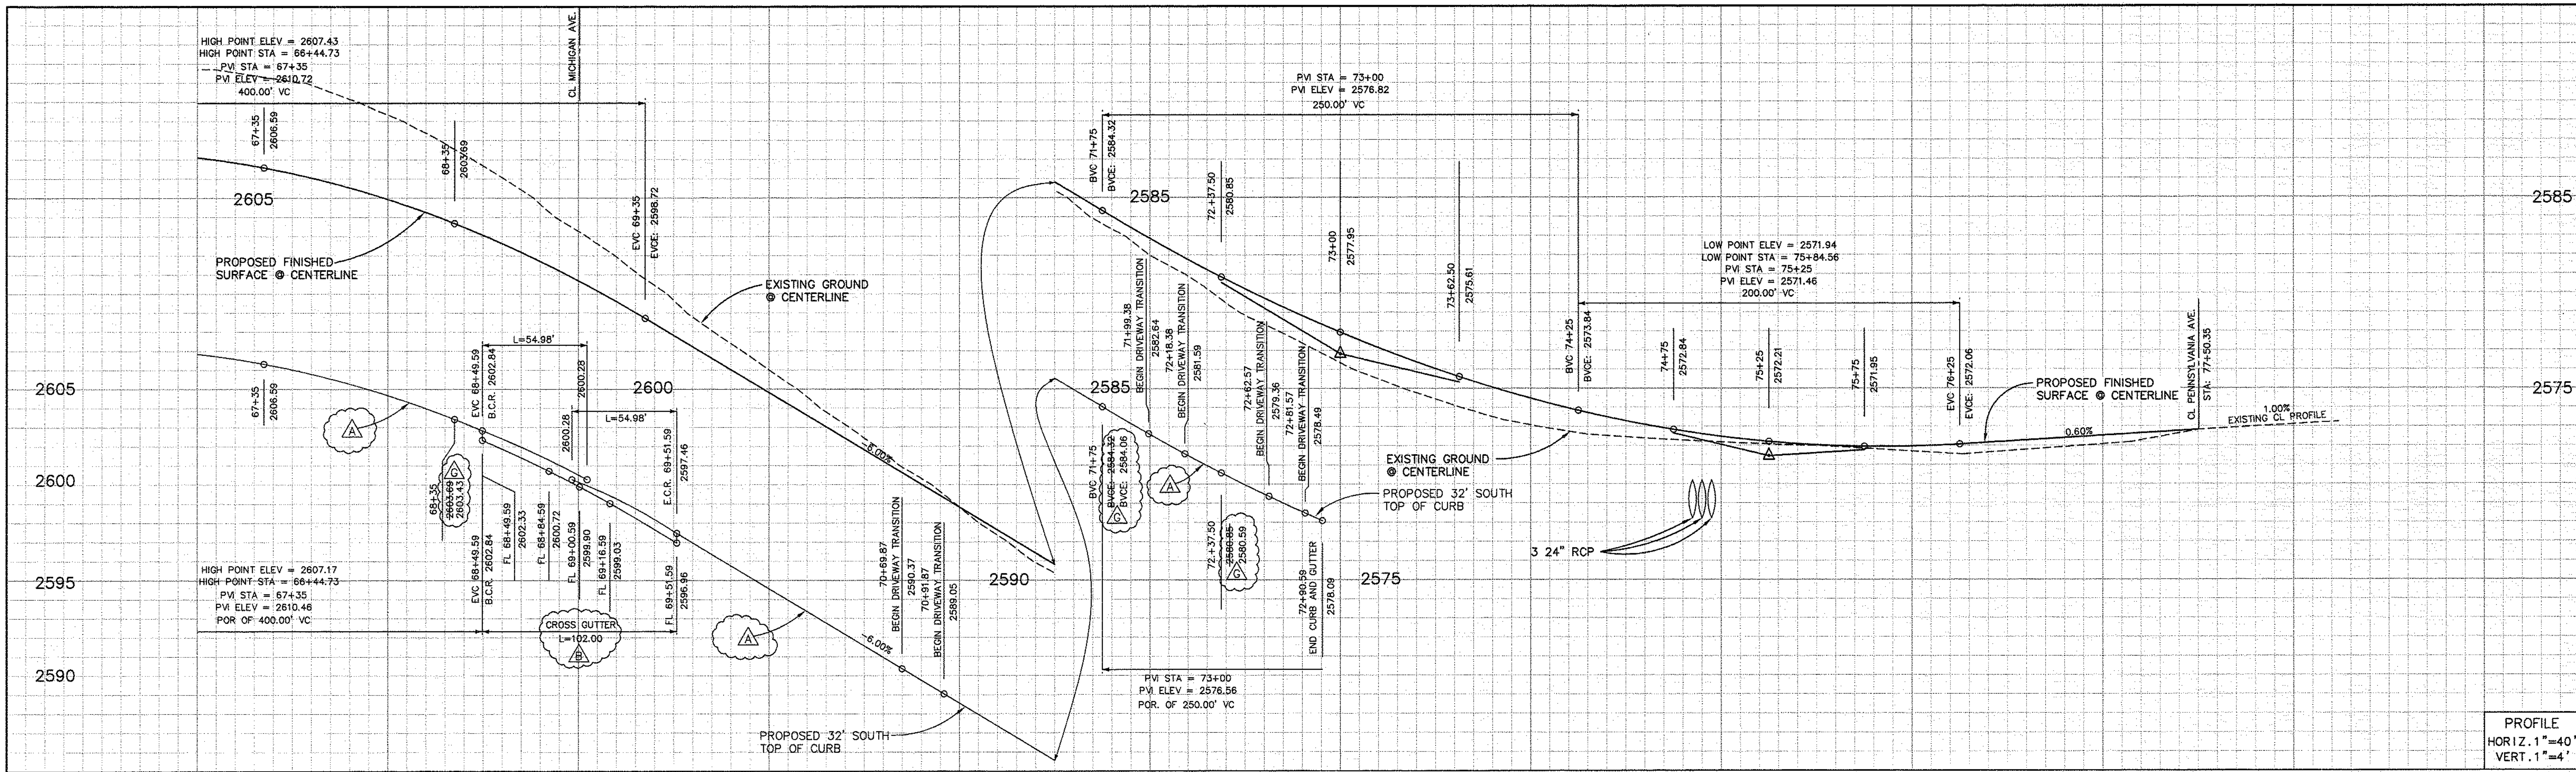 HIGH POINT ELEV = 2607.43
HIGH POINT STA = 66+44.73
PVI STA = 67+35
PVI ELEV = 2610.72
400.00' VC
CL MICHIGAN AVE.
67+35
2606.59
68+35
2603.69
EVC 69+35
EVCE: 2598.72
2605
PROPOSED FINISHED
SURFACE @ CENTERLINE
EXISTING GROUND
@ CENTERLINE
-6.00%
PVI STA = 73+00
PVI ELEV = 2576.82
250.00' VC
BVC 71+75
BVCE: 2584.32
2585
72.+37.50
2580.85
73+00
2577.95
73+62.50
2575.61
LOW POINT ELEV = 2571.94
LOW POINT STA = 75+84.56
PVI STA = 75+25
PVI ELEV = 2571.46
200.00' VC
BVC 74+25
BVCE: 2573.84
74+75
2572.84
75+25
2572.21
75+75
2571.95
EVC 76+25
EVCE: 2572.06
CL PENNSYLVANIA AVE.
STA: 77+50.35
PROPOSED FINISHED
SURFACE @ CENTERLINE
0.60%
1.00%
EXISTING CL PROFILE
2585
2575
EXISTING GROUND
@ CENTERLINE
3 24" RCP
2605
67+35
2606.59
A
68+35
2603.69
2603.43
G
L=54.98'
EVC 68+49.59
B.C.R. 2602.84
2600.28
2600
L=54.98'
2600.28
E.C.R. 69+51.59
2597.46
2600
EVC 68+49.59
B.C.R. 2602.84
FL 68+49.59
2602.33
FL 68+84.59
2600.72
FL 69+00.59
2599.90
FL 69+16.59
2599.03
FL 69+51.59
2596.96
HIGH POINT ELEV = 2607.17
HIGH POINT STA = 66+44.73
PVI STA = 67+35
PVI ELEV = 2610.46
POR OF 400.00' VC
CROSS GUTTER
L=102.00
B
2595
2590
A
70+69.87
BEGIN DRIVEWAY TRANSITION
2590.37
70+91.87
BEGIN DRIVEWAY TRANSITION
2589.05
-6.00%
PROPOSED 32' SOUTH
TOP OF CURB
2590
2585
BVC 71+75
BVCE: 2584.32
BVCE: 2584.06
G
71+99.38
BEGIN DRIVEWAY TRANSITION
2582.64
72+18.38
BEGIN DRIVEWAY TRANSITION
2581.59
A
72.+37.50
2580.85
2580.59
G
72+62.57
BEGIN DRIVEWAY TRANSITION
2579.36
72+81.57
BEGIN DRIVEWAY TRANSITION
2578.49
72+90.59
END CURB AND GUTTER
2578.09
PROPOSED 32' SOUTH
TOP OF CURB
2575
PVI STA = 73+00
PVI ELEV = 2576.56
POR. OF 250.00' VC
PROFILE
HORIZ.1"=40'
VERT.1"=4'